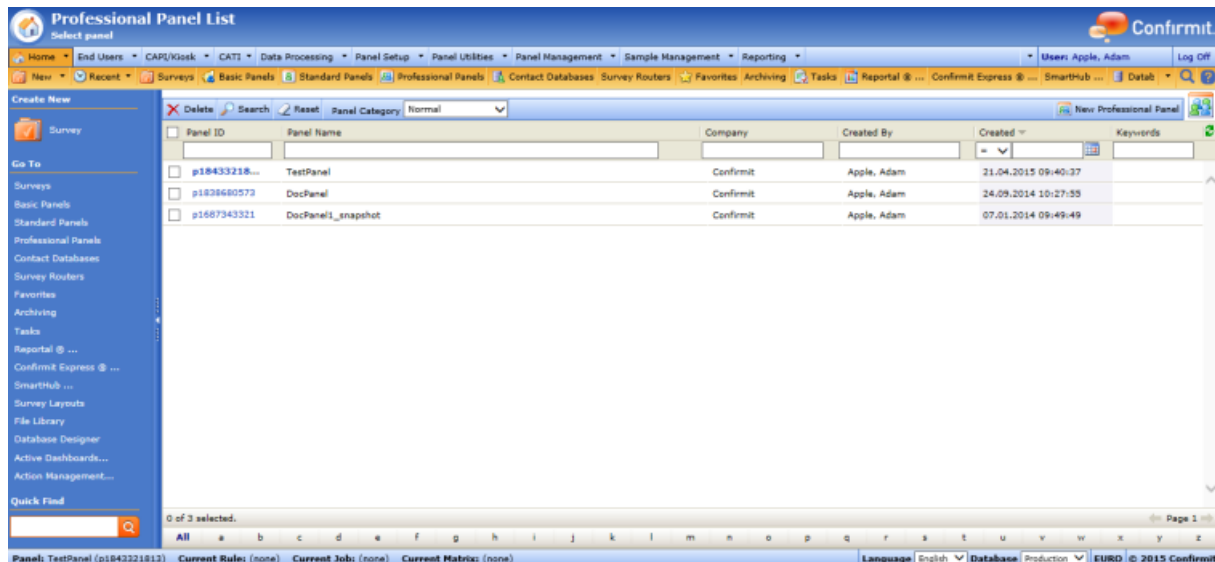 Professional Panel List
Select panel
Confirmit.
Home End Users CAPI/Kiosk CATI Data Processing Panel Setup Panel Utilities Panel Management Sample Management Reporting User: Apple, Adam Log Off
New Recent Surveys Basic Panels Standard Panels Professional Panels Contact Databases Survey Routers Favorites Archiving Tasks Reportal ® ... Confirmit Express ® ... SmartHub ... Datab
Create New
Survey
Go To
Surveys
Basic Panels
Standard Panels
Professional Panels
Contact Databases
Survey Routers
Favorites
Archiving
Tasks
Reportal ® ...
Confirmit Express ® ...
SmartHub ...
Survey Layouts
File Library
Database Designer
Active Dashboards...
Action Management...
Quick Find
Delete Search Reset Panel Category Normal New Professional Panel
Panel ID Panel Name Company Created By Created Keywords
=
p18433218... TestPanel Confirmit Apple, Adam 21.04.2015 09:40:37
p1838680573 DocPanel Confirmit Apple, Adam 24.09.2014 10:27:55
p1687343321 DocPanel1_snapshot Confirmit Apple, Adam 07.01.2014 09:49:49
0 of 3 selected. Page 1
All a b c d e f g h i j k l m n o p q r s t u v w x y z
Panel: TestPanel (p1843321813) Current Rule: (none) Current Job: (none) Current Matrix: (none) Language English Database Production EURO © 2015 Confirmit